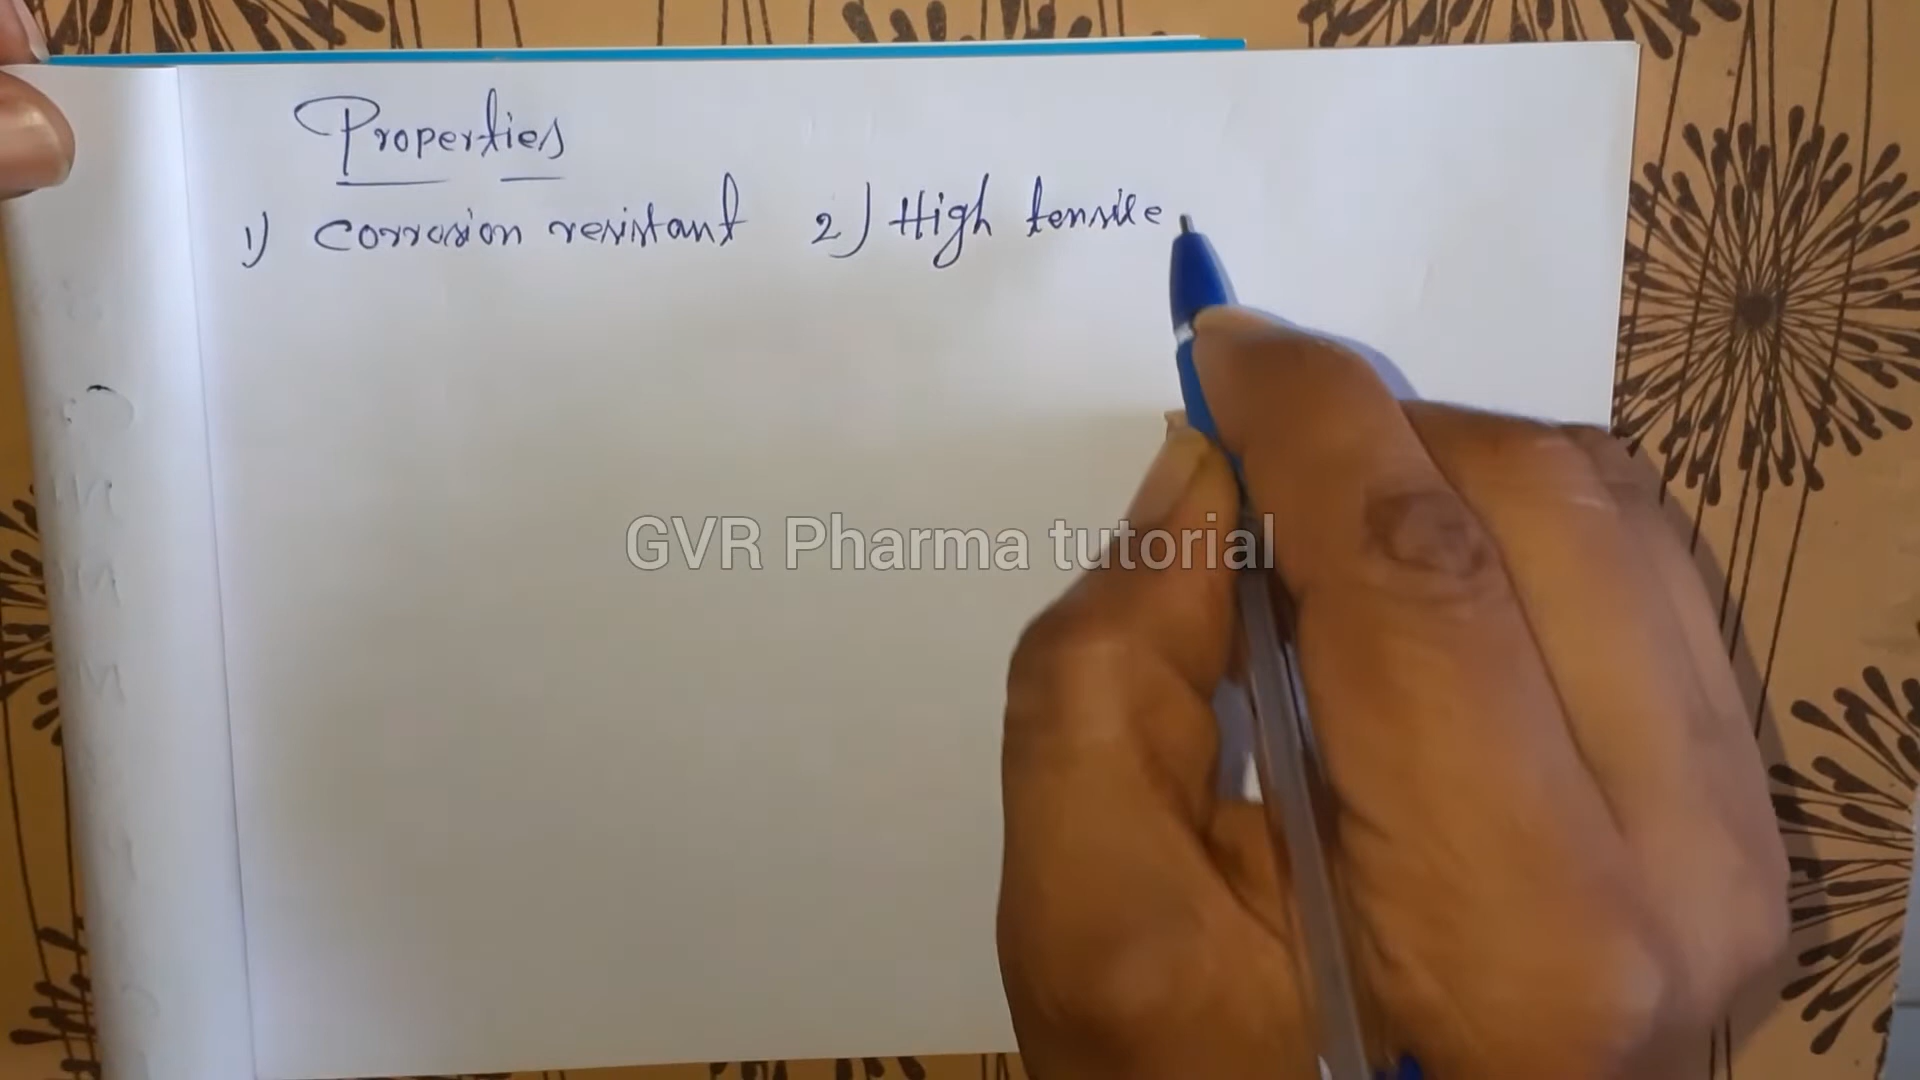 Properties
1) Corrosion resistant 2) High tensile
GVR Pharma tutorial